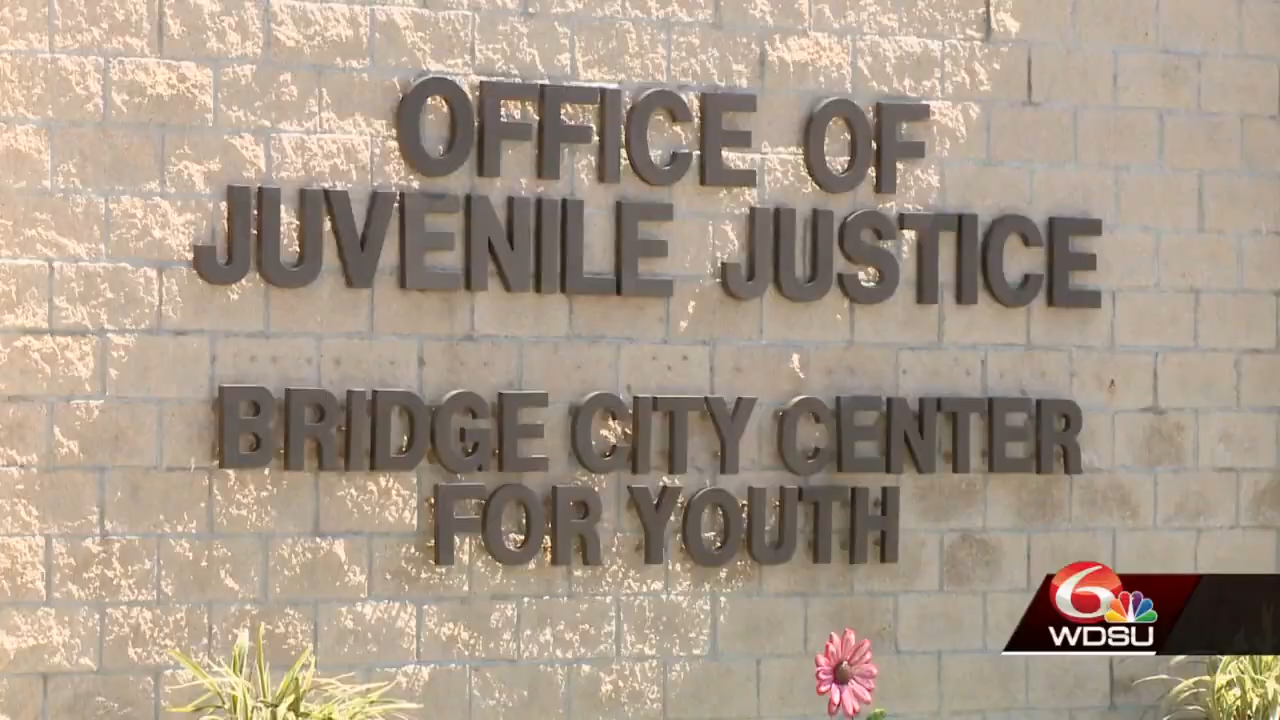 OFFICE OF
JUVENILE JUSTICE
BRIDGE CITY CENTER
FOR YOUTH
6
WDSU